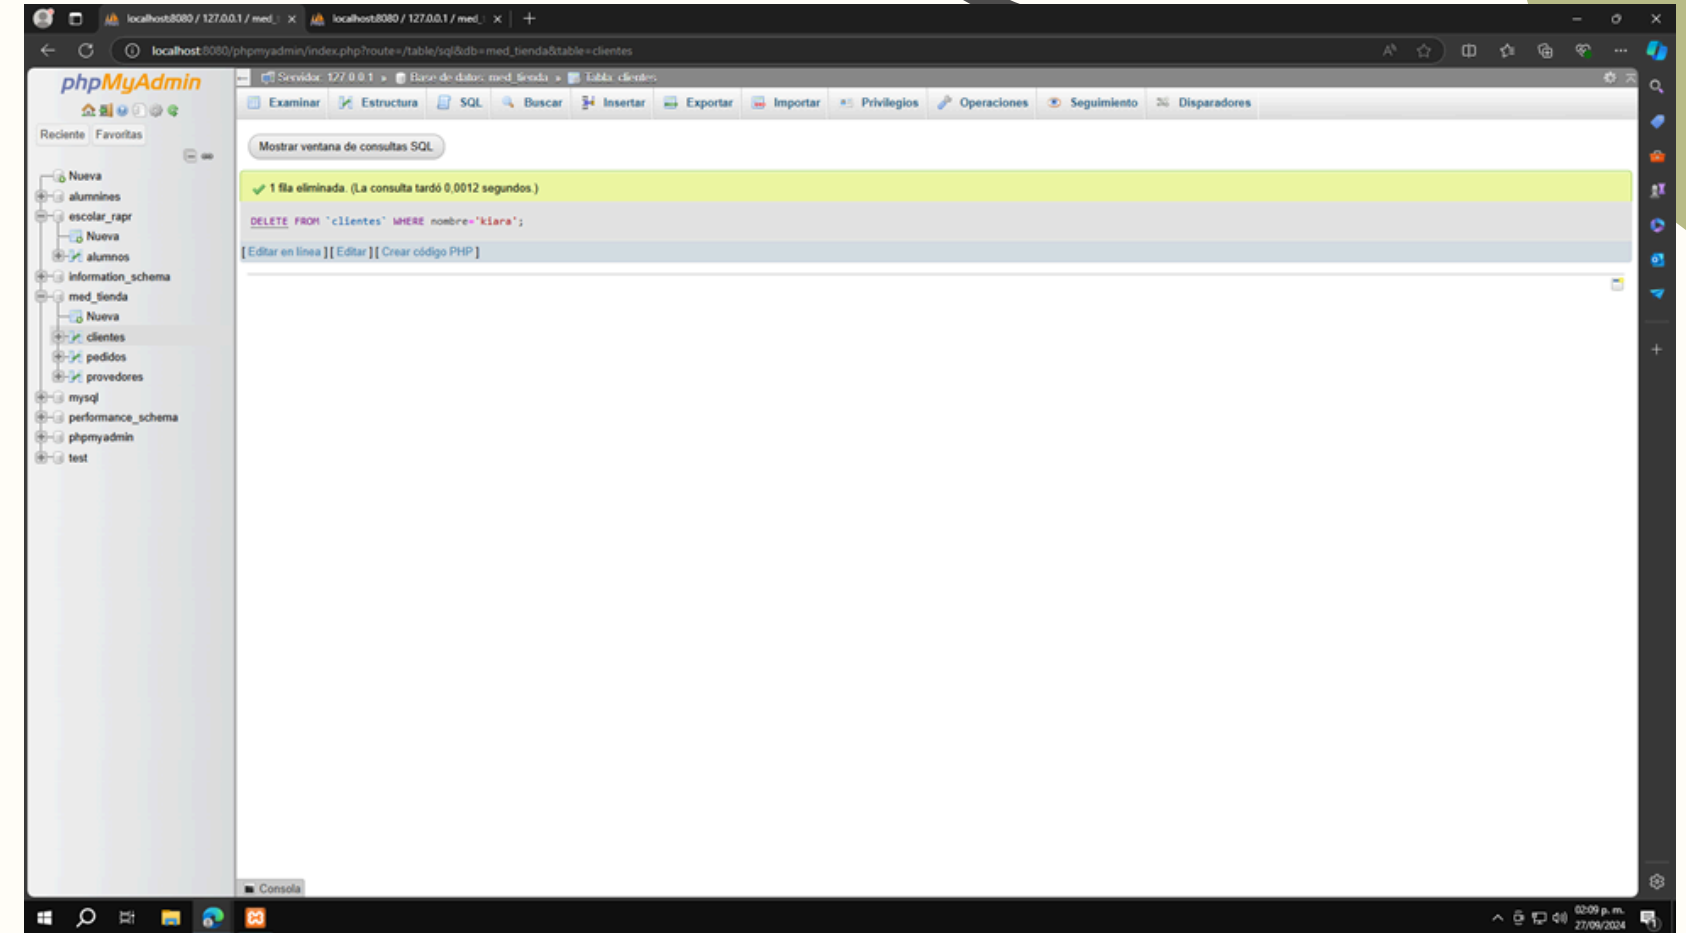 localhost:8080 / 127.0.0.1 / med_t
localhost:8080 / 127.0.0.1 / med_t
localhost:8080/phpmyadmin/index.php?route=/table/sql&db=med_tienda&table=clientes
phpMyAdmin
Reciente Favoritas
Nueva
alumnines
escolar_rapr
Nueva
alumnos
information_schema
med_tienda
Nueva
clientes
pedidos
provedores
mysql
performance_schema
phpmyadmin
test
Servidor: 127.0.0.1 » Base de datos: med_tienda » Tabla: clientes
Examinar Estructura SQL Buscar Insertar Exportar Importar Privilegios Operaciones Seguimiento Disparadores
Mostrar ventana de consultas SQL
1 fila eliminada. (La consulta tardó 0,0012 segundos.)
DELETE FROM `clientes` WHERE nombre='kiara';
[ Editar en línea ] [ Editar ] [ Crear código PHP ]
Consola
02:09 p. m.
27/09/2024